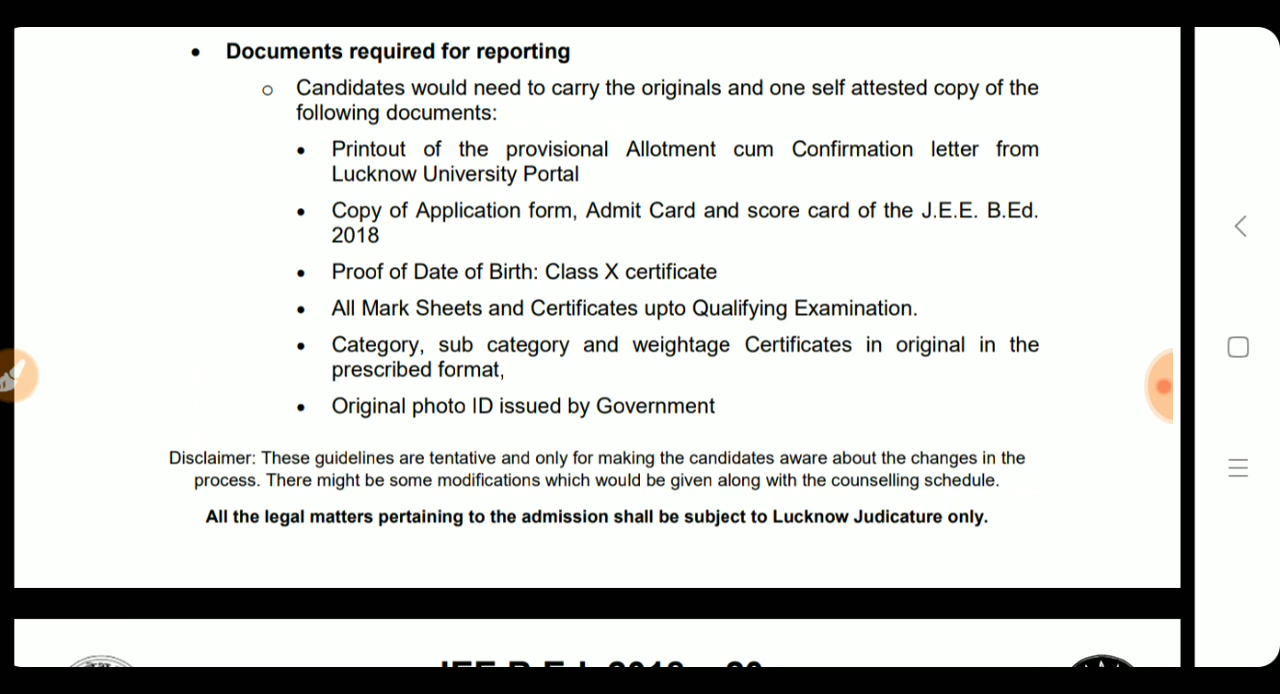 • Documents required for reporting
o Candidates would need to carry the originals and one self attested copy of the
following documents:
• Printout of the provisional Allotment cum Confirmation letter from
Lucknow University Portal
• Copy of Application form, Admit Card and score card of the J.E.E. B.Ed.
2018
• Proof of Date of Birth: Class X certificate
• All Mark Sheets and Certificates upto Qualifying Examination.
• Category, sub category and weightage Certificates in original in the
prescribed format,
• Original photo ID issued by Government
Disclaimer: These guidelines are tentative and only for making the candidates aware about the changes in the
process. There might be some modifications which would be given along with the counselling schedule.
All the legal matters pertaining to the admission shall be subject to Lucknow Judicature only.